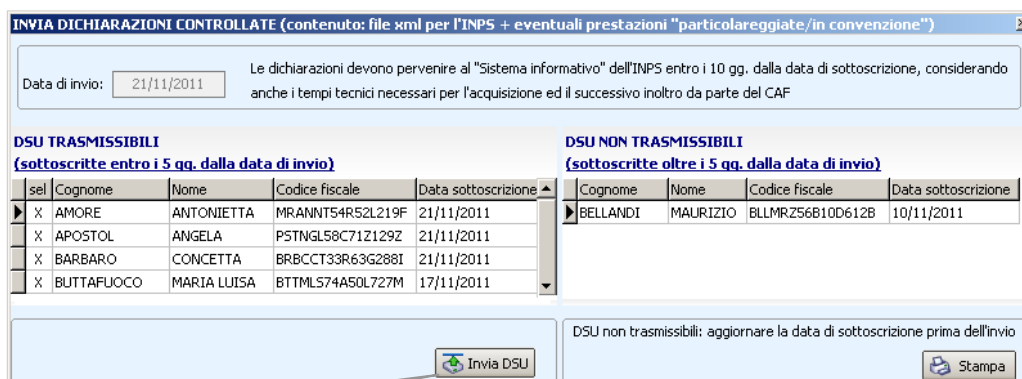 INVIA DICHIARAZIONI CONTROLLATE (contenuto: file xml per l'INPS + eventuali prestazioni "particolareggiate/in convenzione")
Data di invio: 21/11/2011
Le dichiarazioni devono pervenire al "Sistema informativo" dell'INPS entro i 10 gg. dalla data di sottoscrizione, considerando
anche i tempi tecnici necessari per l'acquisizione ed il successivo inoltro da parte del CAF
DSU TRASMISSIBILI
(sottoscritte entro i 5 gg. dalla data di invio)
sel Cognome Nome Codice fiscale Data sottoscrizione
X AMORE ANTONIETTA MRANNT54R52L219F 21/11/2011
X APOSTOL ANGELA PSTNGL58C71Z129Z 21/11/2011
X BARBARO CONCETTA BRBCCT33R63G288I 21/11/2011
X BUTTAFUOCO MARIA LUISA BTTMLS74A50L727M 17/11/2011
Invia DSU
DSU NON TRASMISSIBILI
(sottoscritte oltre i 5 gg. dalla data di invio)
Cognome Nome Codice fiscale Data sottoscrizione
BELLANDI MAURIZIO BLLMRZ56B10D612B 10/11/2011
DSU non trasmissibili: aggiornare la data di sottoscrizione prima dell'invio
Stampa